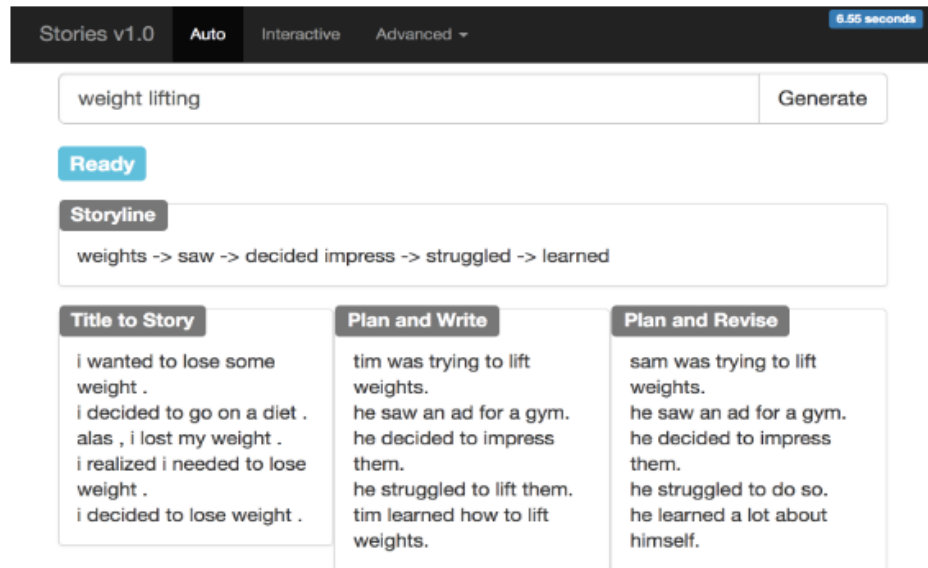 Stories v1.0 Auto Interactive Advanced
6.55 seconds
weight lifting Generate
Ready
Storyline
weights -> saw -> decided impress -> struggled -> learned
Title to Story
i wanted to lose some
weight .
i decided to go on a diet .
alas , i lost my weight .
i realized i needed to lose
weight .
i decided to lose weight .
Plan and Write
tim was trying to lift
weights.
he saw an ad for a gym.
he decided to impress
them.
he struggled to lift them.
tim learned how to lift
weights.
Plan and Revise
sam was trying to lift
weights.
he saw an ad for a gym.
he decided to impress
them.
he struggled to do so.
he learned a lot about
himself.